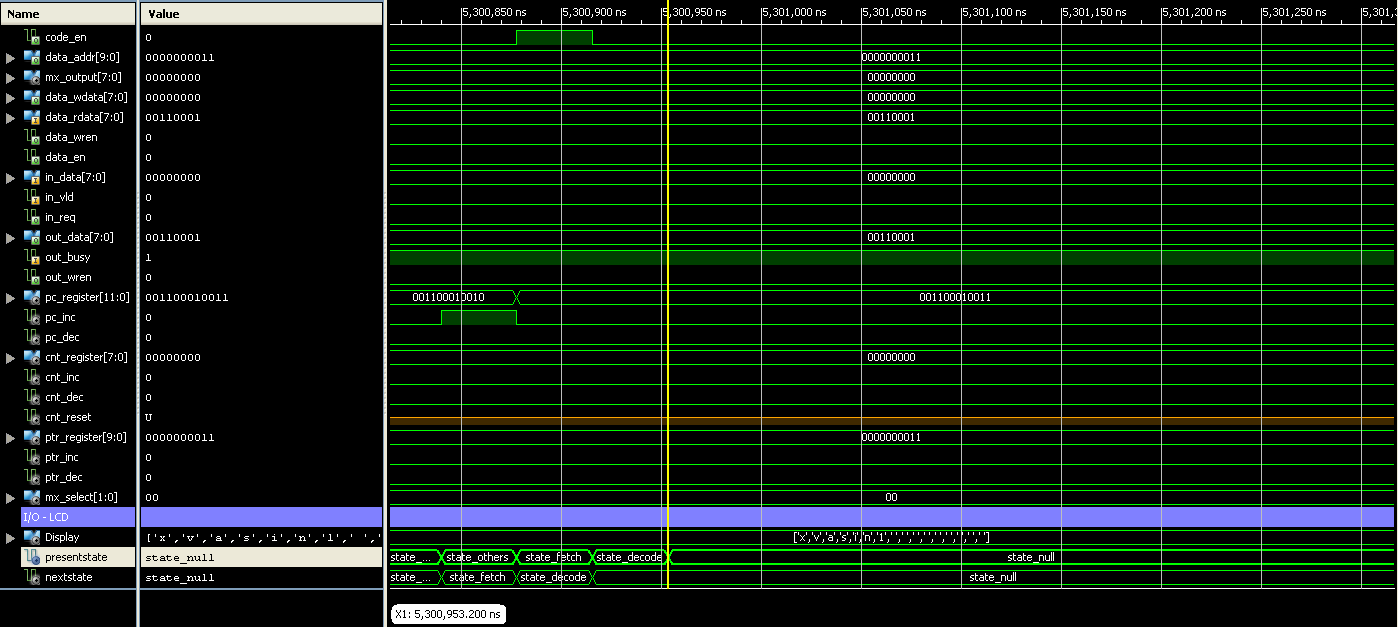 Name Value 5,300,850 ns 5,300,900 ns 5,300,950 ns 5,301,000 ns 5,301,050 ns 5,301,100 ns 5,301,150 ns 5,301,200 ns 5,301,250 ns 5,301,3
code_en 0
data_addr[9:0] 0000000011 0000000011
mx_output[7:0] 00000000 00000000
data_wdata[7:0] 00000000 00000000
data_rdata[7:0] 00110001 00110001
data_wren 0
data_en 0
in_data[7:0] 00000000 00000000
in_vld 0
in_req 0
out_data[7:0] 00110001 00110001
out_busy 1
out_wren 0
pc_register[11:0] 001100010011 001100010010 001100010011
pc_inc 0
pc_dec 0
cnt_register[7:0] 00000000 00000000
cnt_inc 0
cnt_dec 0
cnt_reset U
ptr_register[9:0] 0000000011 0000000011
ptr_inc 0
ptr_dec 0
mx_select[1:0] 00 00
I/O - LCD
Display ['x','v','a','s','i','n','l',' ',' ['x','v','a','s','i','n','l',' ',' ',' ',' ',' ',' ',' ',' ',' ']
presentstate state_null state_... state_others state_fetch state_decode state_null
nextstate state_null state_... state_fetch state_decode state_null
X1: 5,300,953.200 ns